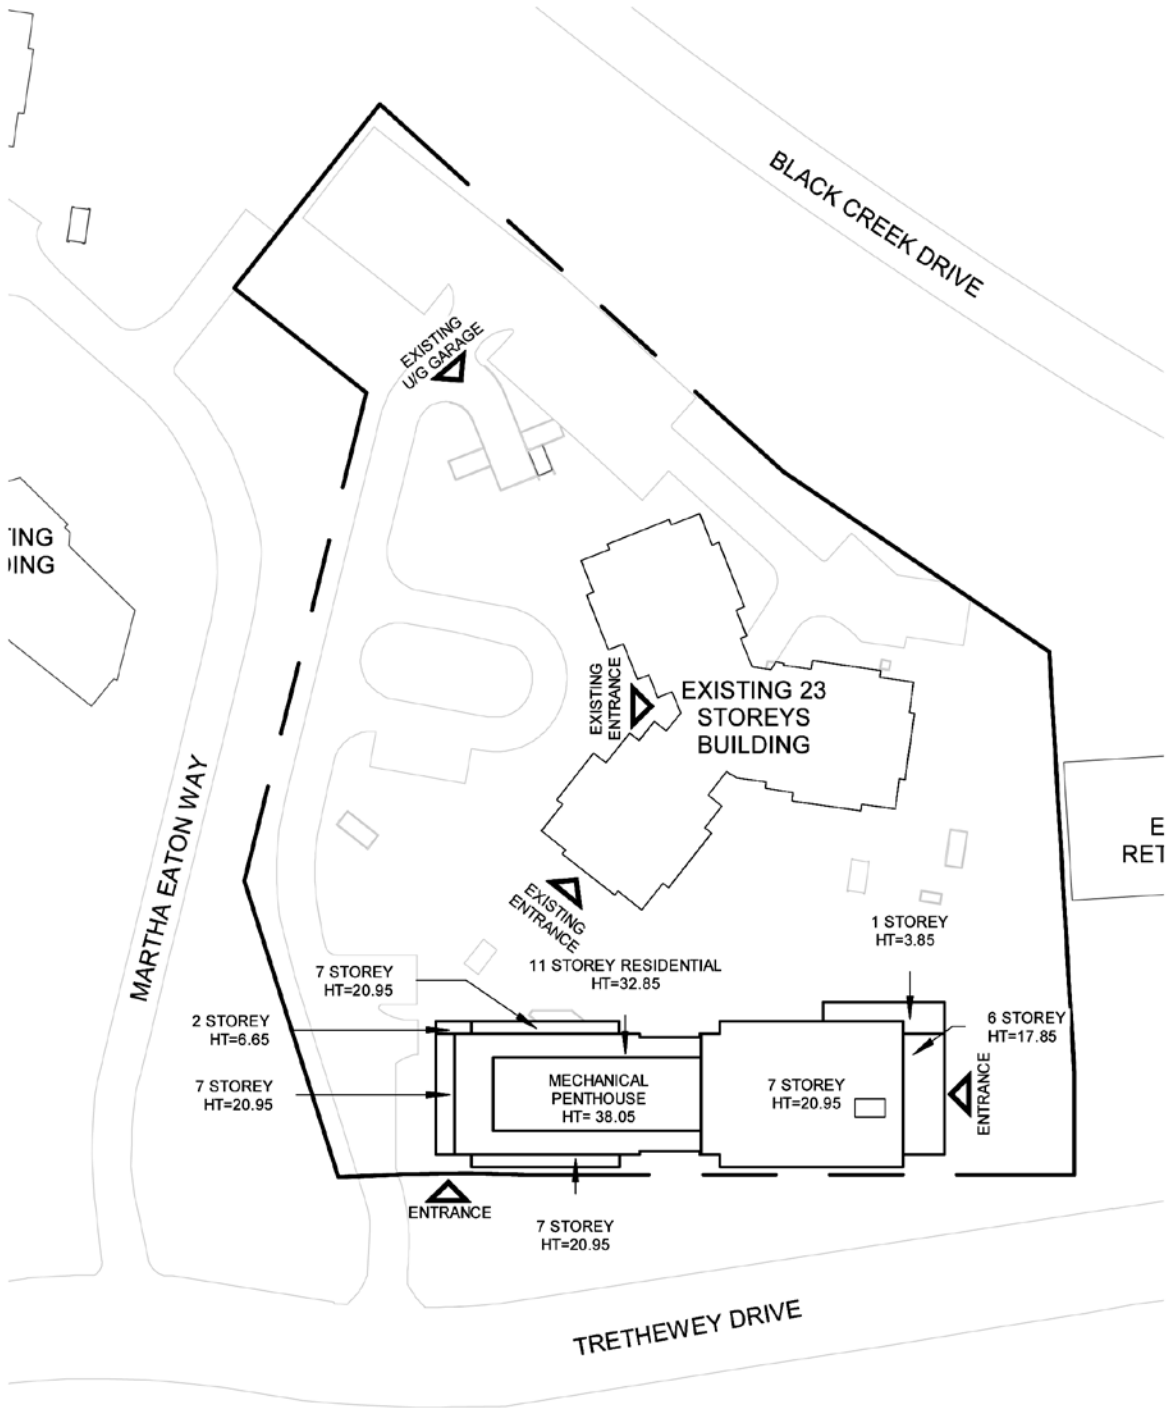 BLACK CREEK DRIVE
EXISTING
U/G GARAGE
TING
DING
EXISTING
ENTRANCE
EXISTING 23
STOREYS
BUILDING
MARTHA EATON WAY
E
RET
EXISTING
ENTRANCE
1 STOREY
HT=3.85
11 STOREY RESIDENTIAL
HT=32.85
7 STOREY
HT=20.95
2 STOREY
HT=6.65
6 STOREY
HT=17.85
7 STOREY
HT=20.95
MECHANICAL
PENTHOUSE
HT= 38.05
7 STOREY
HT=20.95
ENTRANCE
ENTRANCE
7 STOREY
HT=20.95
TRETHEWEY DRIVE